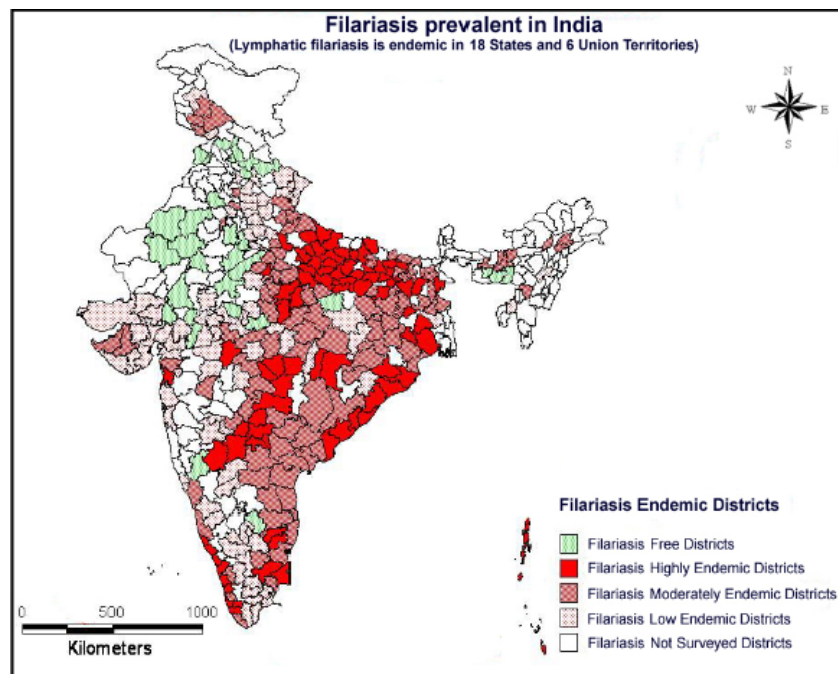 Filariasis prevalent in India
(Lymphatic filariasis is endemic in 18 States and 6 Union Territories)
N
W E
S
Filariasis Endemic Districts
Filariasis Free Districts
Filariasis Highly Endemic Districts
Filariasis Moderately Endemic Districts
Filariasis Low Endemic Districts
Filariasis Not Surveyed Districts
0 500 1000
Kilometers